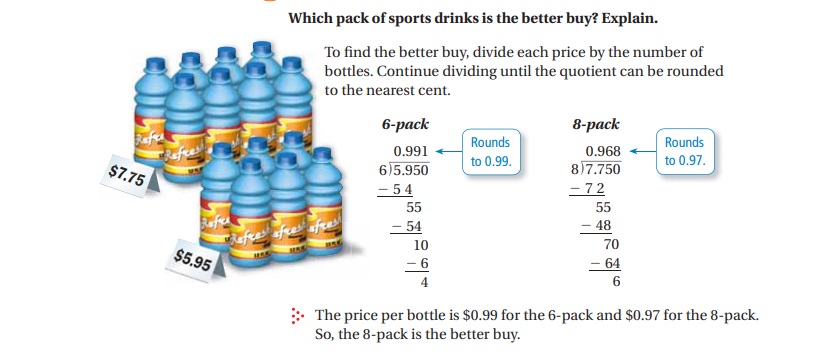 Which pack of sports drinks is the better buy? Explain.
To find the better buy, divide each price by the number of
bottles. Continue dividing until the quotient can be rounded
to the nearest cent.
6-pack
0.991
6)5.950
− 5 4
55
− 54
10
− 6
4
Rounds
to 0.99.
8-pack
0.968
8)7.750
− 7 2
55
− 48
70
− 64
6
Rounds
to 0.97.
$7.75
$5.95
The price per bottle is $0.99 for the 6-pack and $0.97 for the 8-pack.
So, the 8-pack is the better buy.